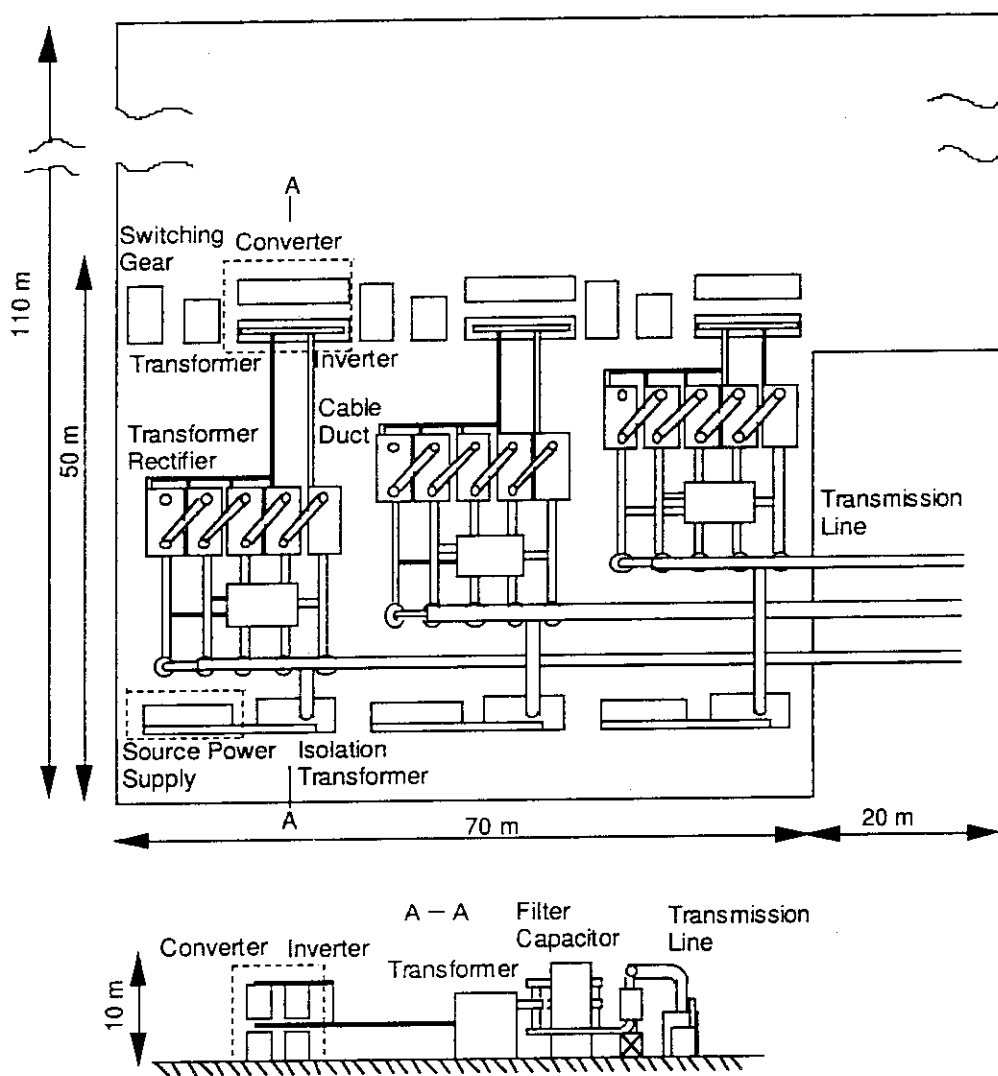 A
Switching
Gear
Converter
110 m
Transformer
Inverter
Cable
Duct
50 m
Transformer
Rectifier
Transmission
Line
Source Power
Supply
Isolation
Transformer
A
70 m
20 m
A – A
Filter
Capacitor
Transmission
Line
Converter
Inverter
Transformer
10 m